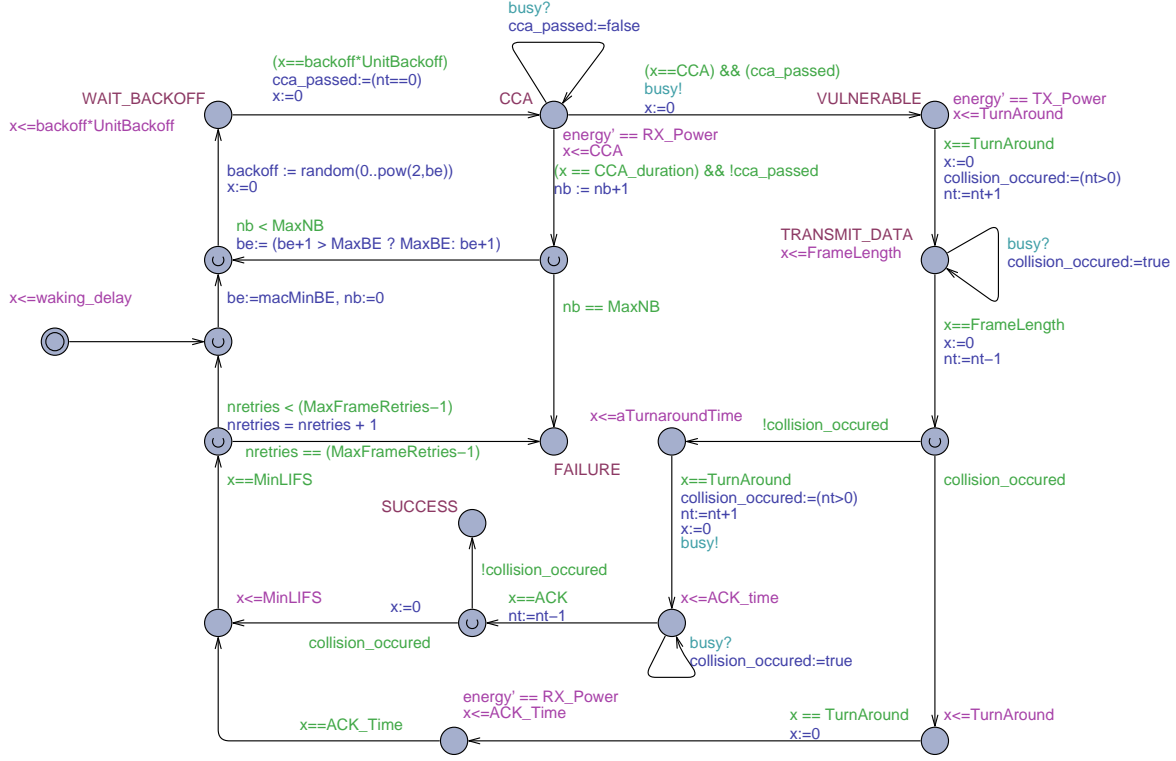 busy?
cca_passed:=false
(x==backoff*UnitBackoff)
cca_passed:=(nt==0)
x:=0
WAIT_BACKOFF
x<=backoff*UnitBackoff
CCA
(x==CCA) && (cca_passed)
busy!
x:=0
VULNERABLE
energy' == TX_Power
x<=TurnAround
energy' == RX_Power
x<=CCA
(x == CCA_duration) && !cca_passed
nb := nb+1
x==TurnAround
x:=0
collision_occured:=(nt>0)
nt:=nt+1
backoff := random(0..pow(2,be))
x:=0
nb < MaxNB
be:= (be+1 > MaxBE ? MaxBE: be+1)
TRANSMIT_DATA
x<=FrameLength
busy?
collision_occured:=true
x<=waking_delay
be:=macMinBE, nb:=0
nb == MaxNB
x==FrameLength
x:=0
nt:=nt−1
nretries < (MaxFrameRetries−1)
nretries = nretries + 1
nretries == (MaxFrameRetries−1)
FAILURE
x<=aTurnaroundTime
!collision_occured
x==MinLIFS
x==TurnAround
collision_occured:=(nt>0)
nt:=nt+1
x:=0
busy!
collision_occured
SUCCESS
!collision_occured
x<=MinLIFS
x:=0
collision_occured
x==ACK
nt:=nt−1
x<=ACK_time
busy?
collision_occured:=true
energy' == RX_Power
x<=ACK_Time
x==ACK_Time
x == TurnAround
x:=0
x<=TurnAround